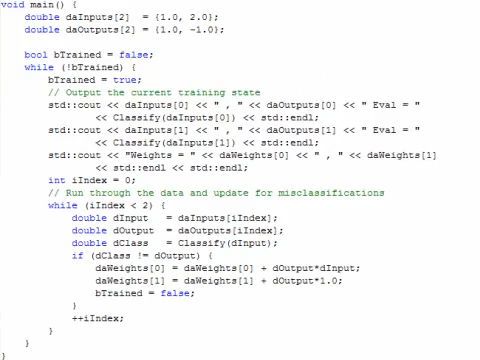 void main() {
    double daInputs[2]  = {1.0, 2.0};
    double daOutputs[2] = {1.0, -1.0};

    bool bTrained = false;
    while (!bTrained) {
        bTrained = true;
        // Output the current training state
        std::cout << daInputs[0] << " , " << daOutputs[0] << " Eval = "
                << Classify(daInputs[0]) << std::endl;
        std::cout << daInputs[1] << " , " << daOutputs[1] << " Eval = "
                << Classify(daInputs[1]) << std::endl;
        std::cout << "Weights = " << daWeights[0] << " , " << daWeights[1]
                << std::endl << std::endl;
        int iIndex = 0;
        // Run through the data and update for misclassifications
        while (iIndex < 2) {
            double dInput   = daInputs[iIndex];
            double dOutput  = daOutputs[iIndex];
            double dClass   = Classify(dInput);
            if (dClass != dOutput) {
                daWeights[0] = daWeights[0] + dOutput*dInput;
                daWeights[1] = daWeights[1] + dOutput*1.0;
                bTrained = false;
            }
            ++iIndex;
        }
    }
}